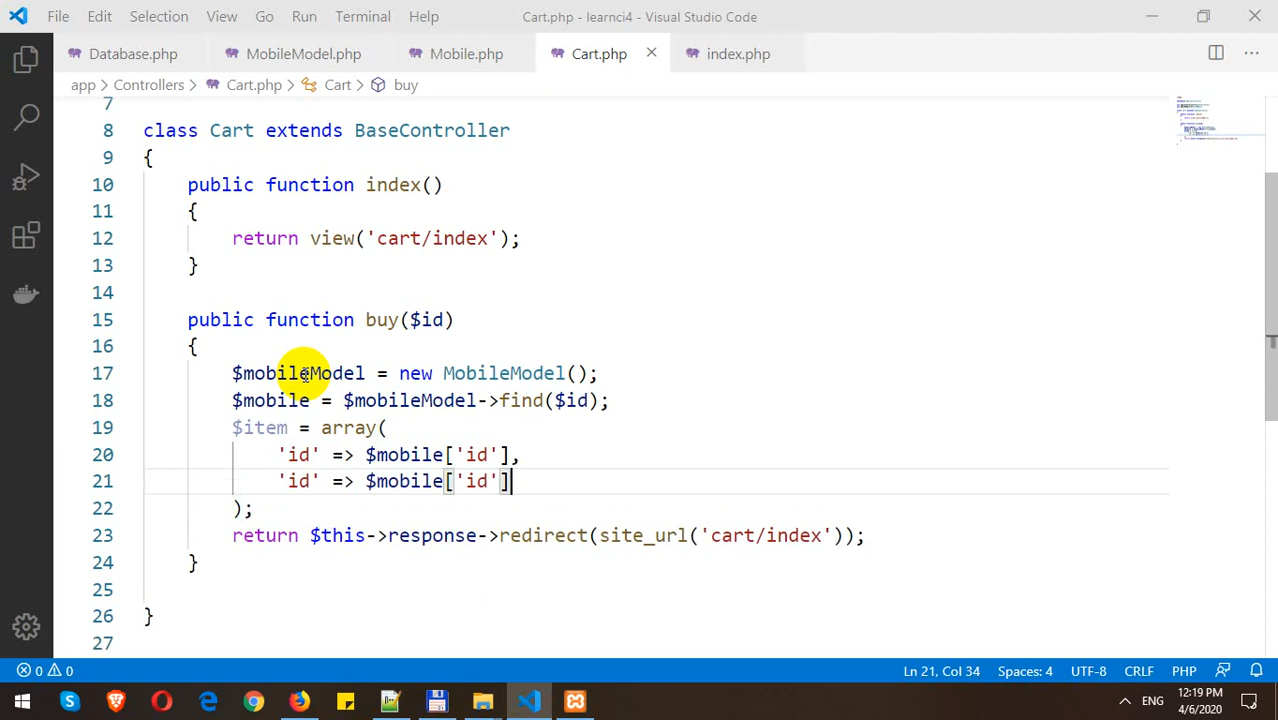 File Edit Selection View Go Run Terminal Help Cart.php - learnci4 - Visual Studio Code
Database.php MobileModel.php Mobile.php Cart.php index.php
app > Controllers > Cart.php > Cart > buy
7
8 class Cart extends BaseController
9 {
10 public function index()
11 {
12 return view('cart/index');
13 }
14
15 public function buy($id)
16 {
17 $mobileModel = new MobileModel();
18 $mobile = $mobileModel->find($id);
19 $item = array(
20 'id' => $mobile['id'],
21 'id' => $mobile['id']
22 );
23 return $this->response->redirect(site_url('cart/index'));
24 }
25
26 }
27
0 0 Ln 21, Col 34 Spaces: 4 UTF-8 CRLF PHP
ENG 12:19 PM
4/6/2020